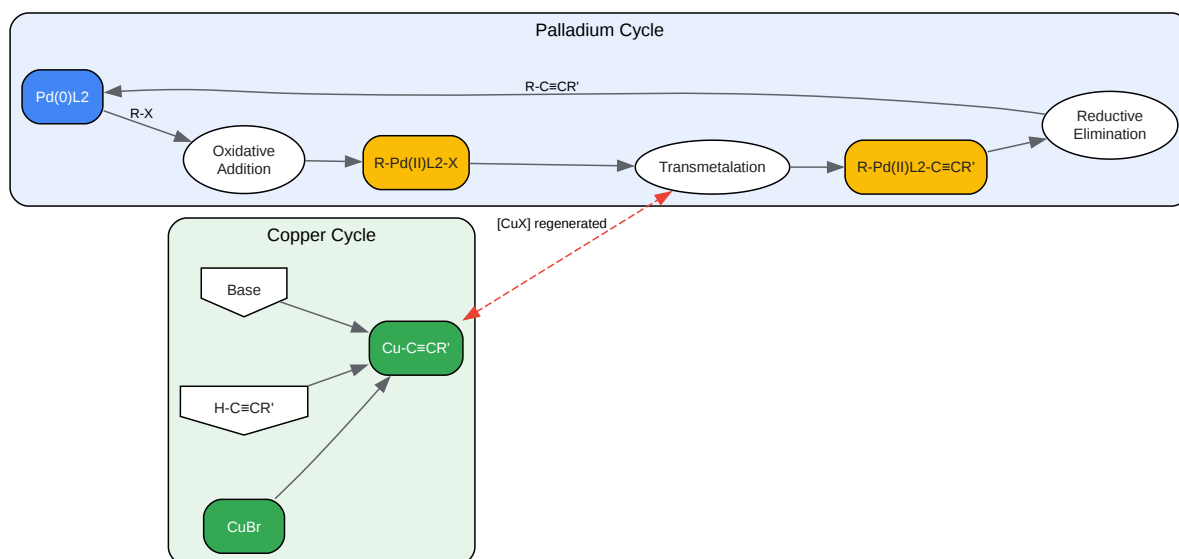 Palladium Cycle
Pd(0)L2
R-C≡CR'
R-X
Oxidative
Addition
R-Pd(II)L2-X
Transmetalation
R-Pd(II)L2-C≡CR'
Reductive
Elimination
[CuX] regenerated
Copper Cycle
Base
Cu-C≡CR'
H-C≡CR'
CuBr